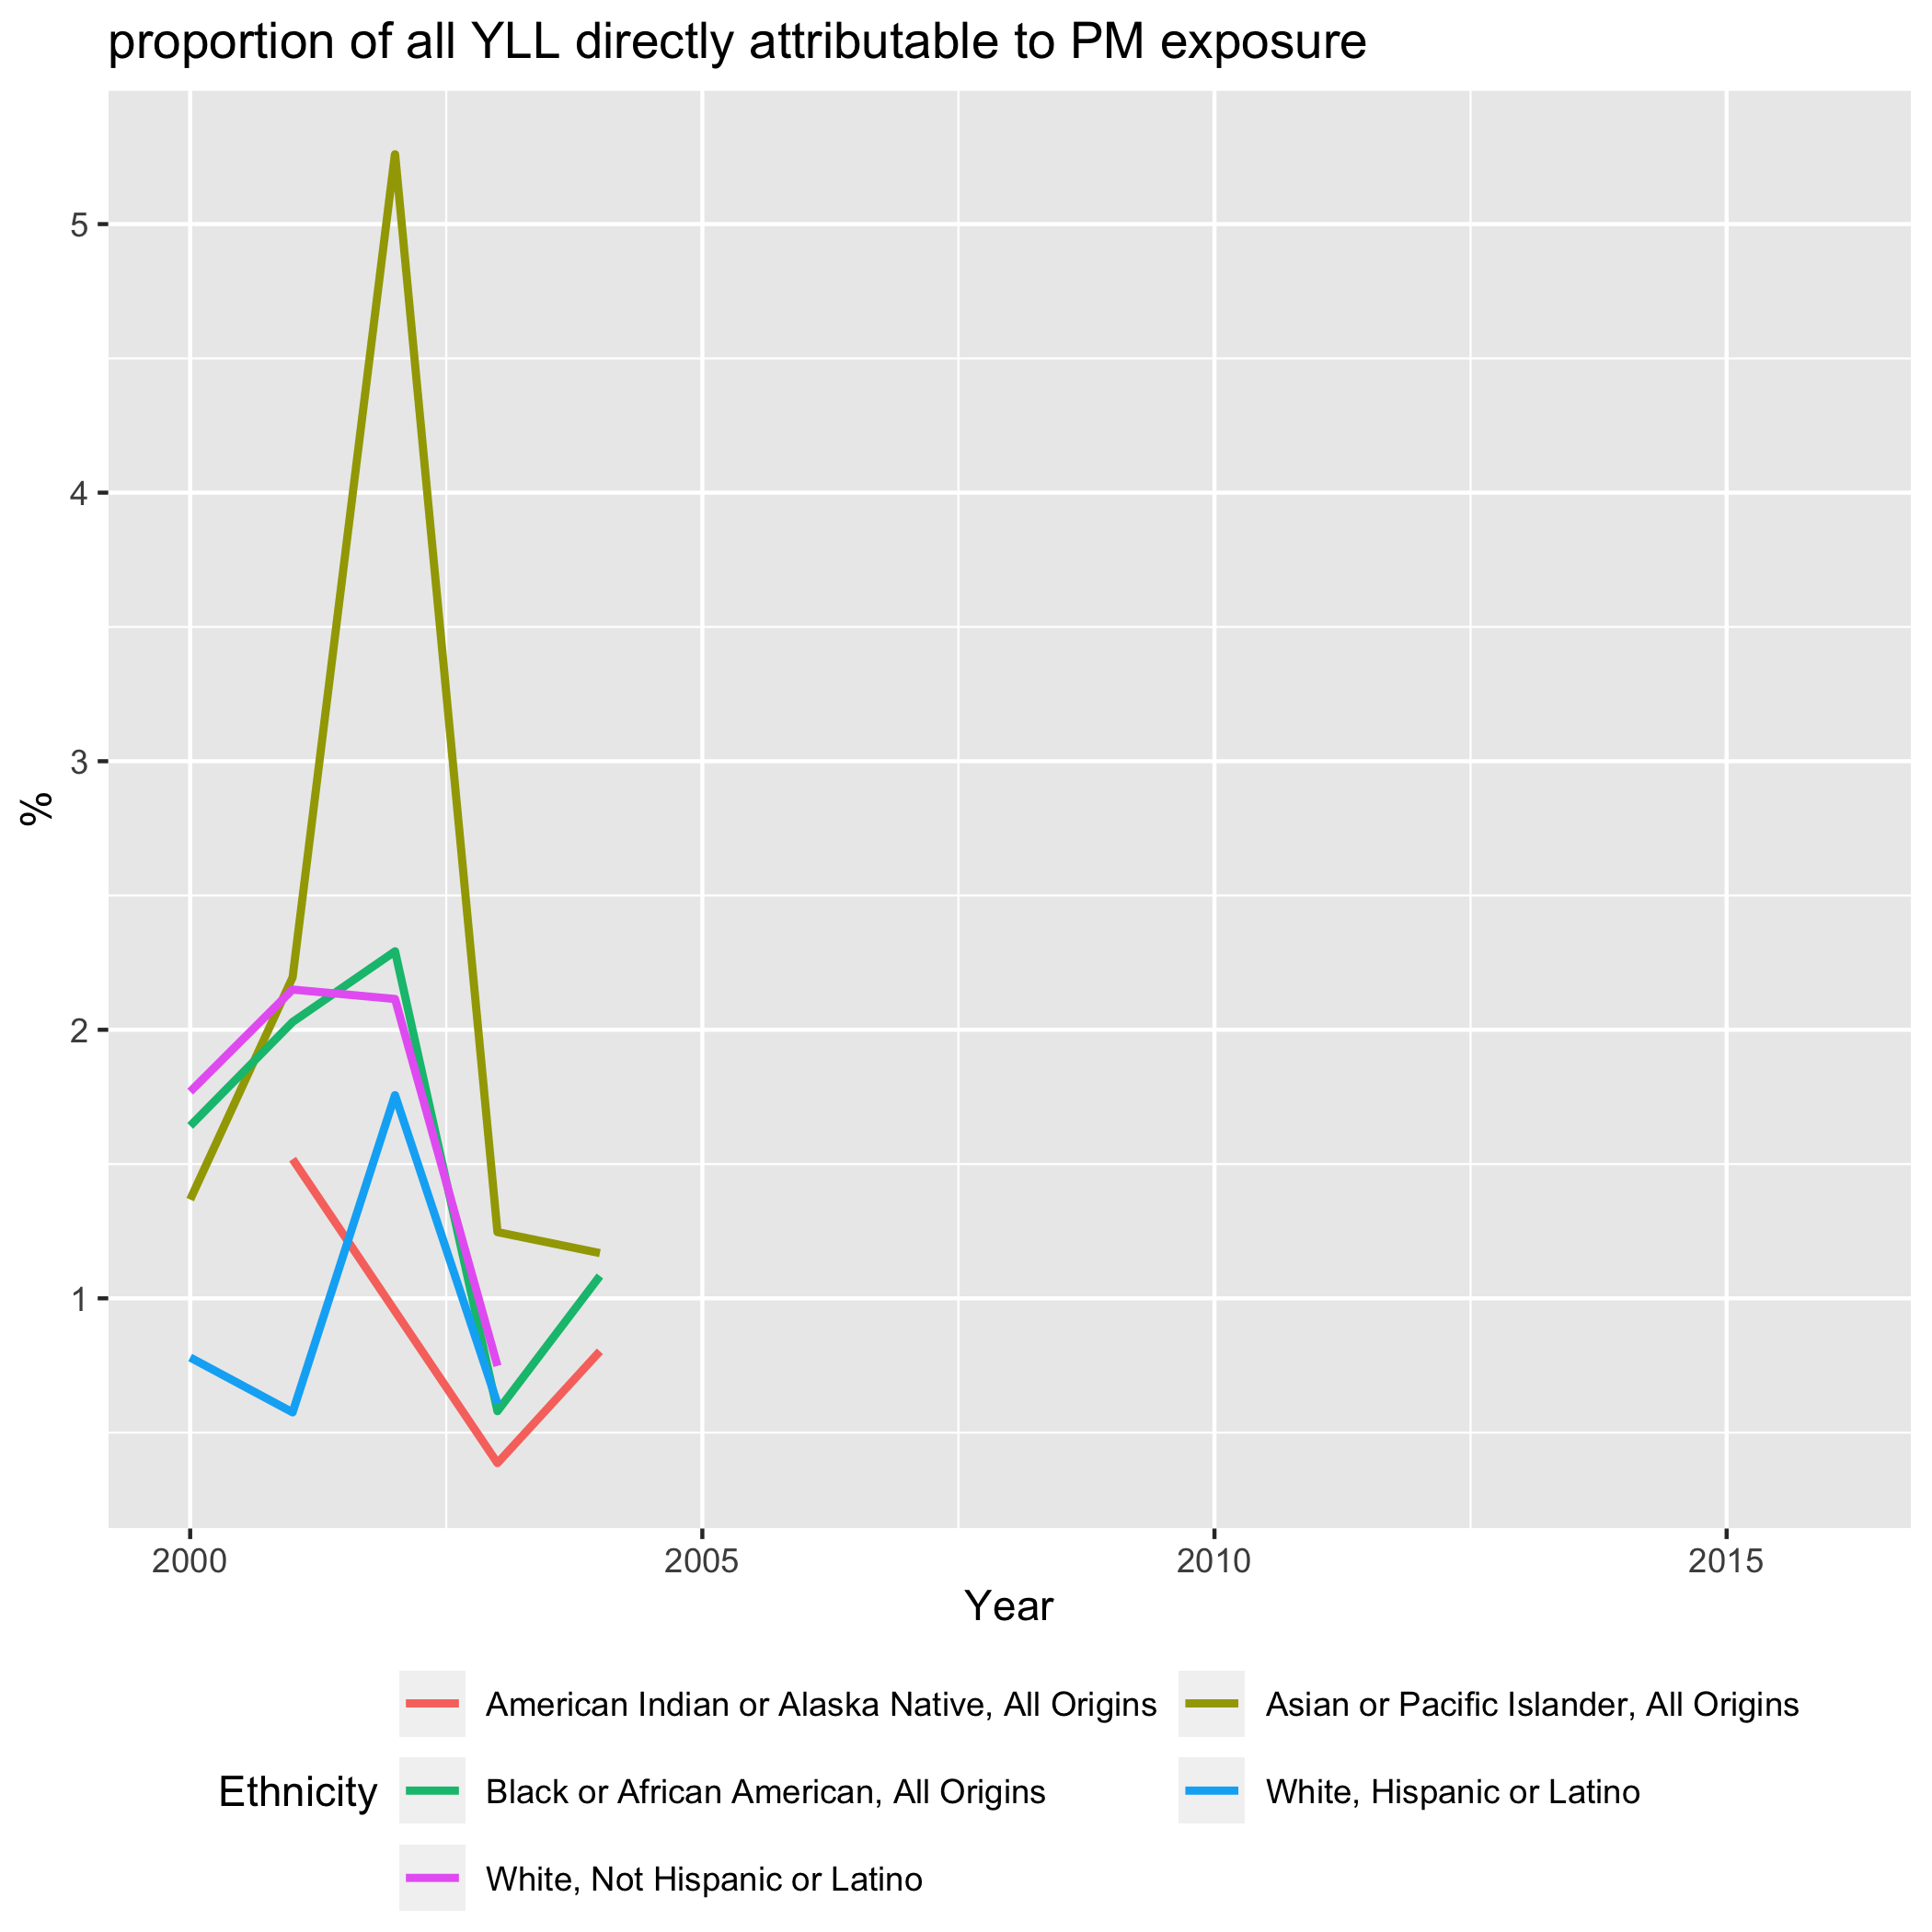 proportion of all YLL directly attributable to PM exposure
5
4
3
2
1
%
2000 2005 2010 2015
Year
Ethnicity
American Indian or Alaska Native, All Origins
Asian or Pacific Islander, All Origins
Black or African American, All Origins
White, Hispanic or Latino
White, Not Hispanic or Latino